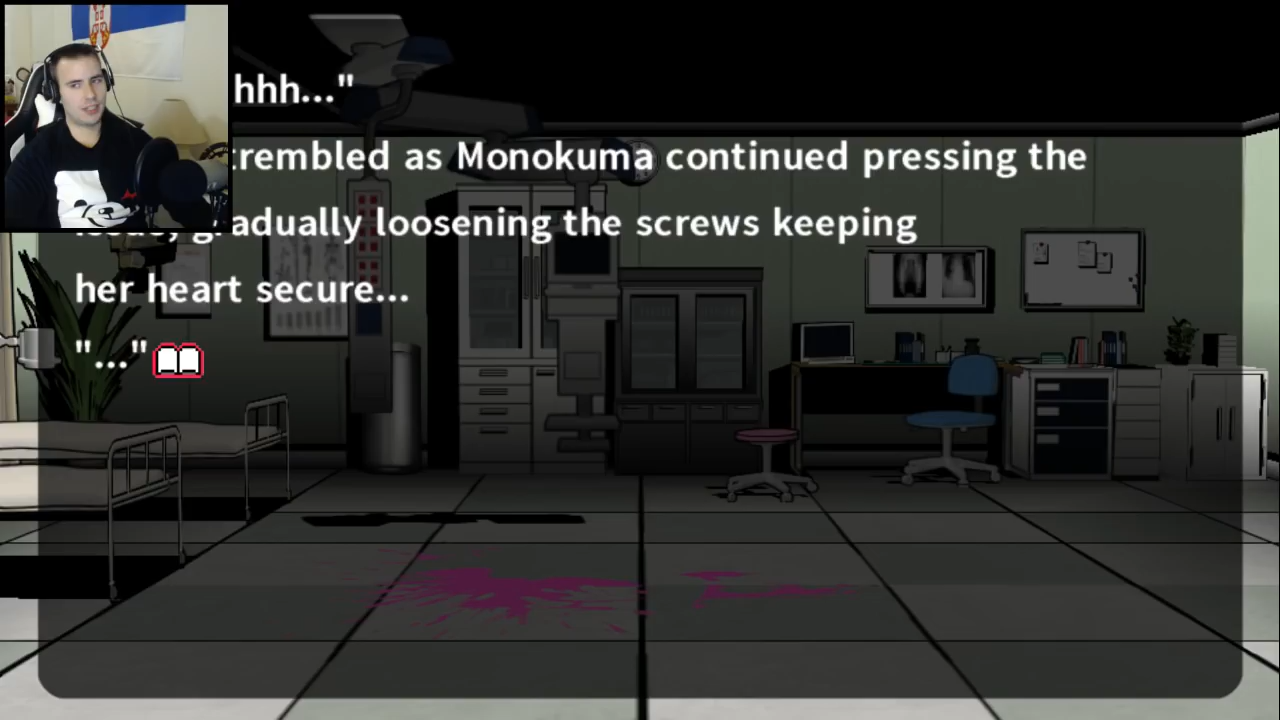 hhh..."
trembled as Monokuma continued pressing the
gradually loosening the screws keeping
her heart secure...
"..."